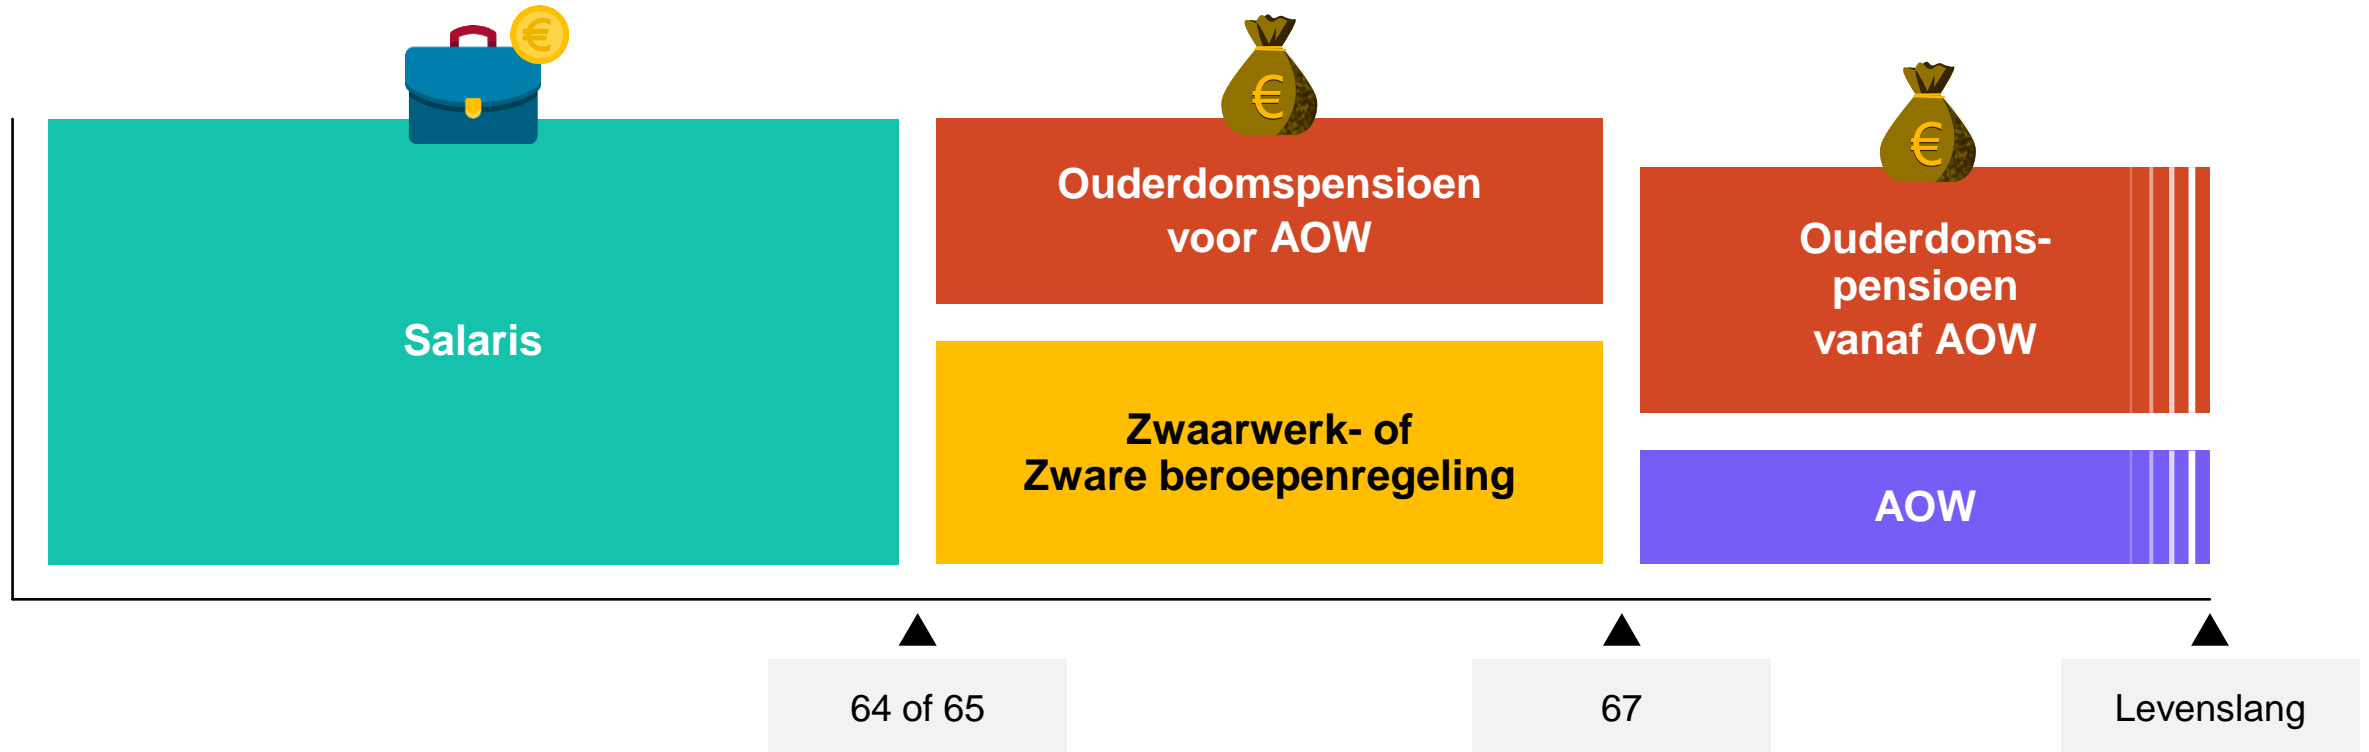 €
€
€
Salaris
Ouderdomspensioen
voor AOW
Zwaarwerk- of
Zware beroepenregeling
Ouderdoms-
pensioen
vanaf AOW
AOW
64 of 65
67
Levenslang